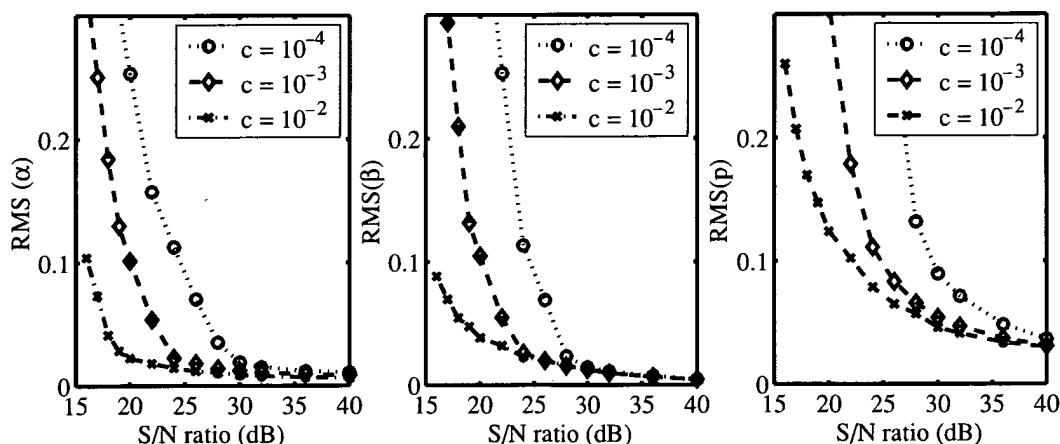 RMS (α)
0.2
0.1
0
15 20 25 30 35 40
S/N ratio (dB)
c = 10⁻⁴
c = 10⁻³
c = 10⁻²
RMS(β)
0.2
0.1
0
15 20 25 30 35 40
S/N ratio (dB)
c = 10⁻⁴
c = 10⁻³
c = 10⁻²
RMS(p)
0.2
0.1
0
15 20 25 30 35 40
S/N ratio (dB)
c = 10⁻⁴
c = 10⁻³
c = 10⁻²